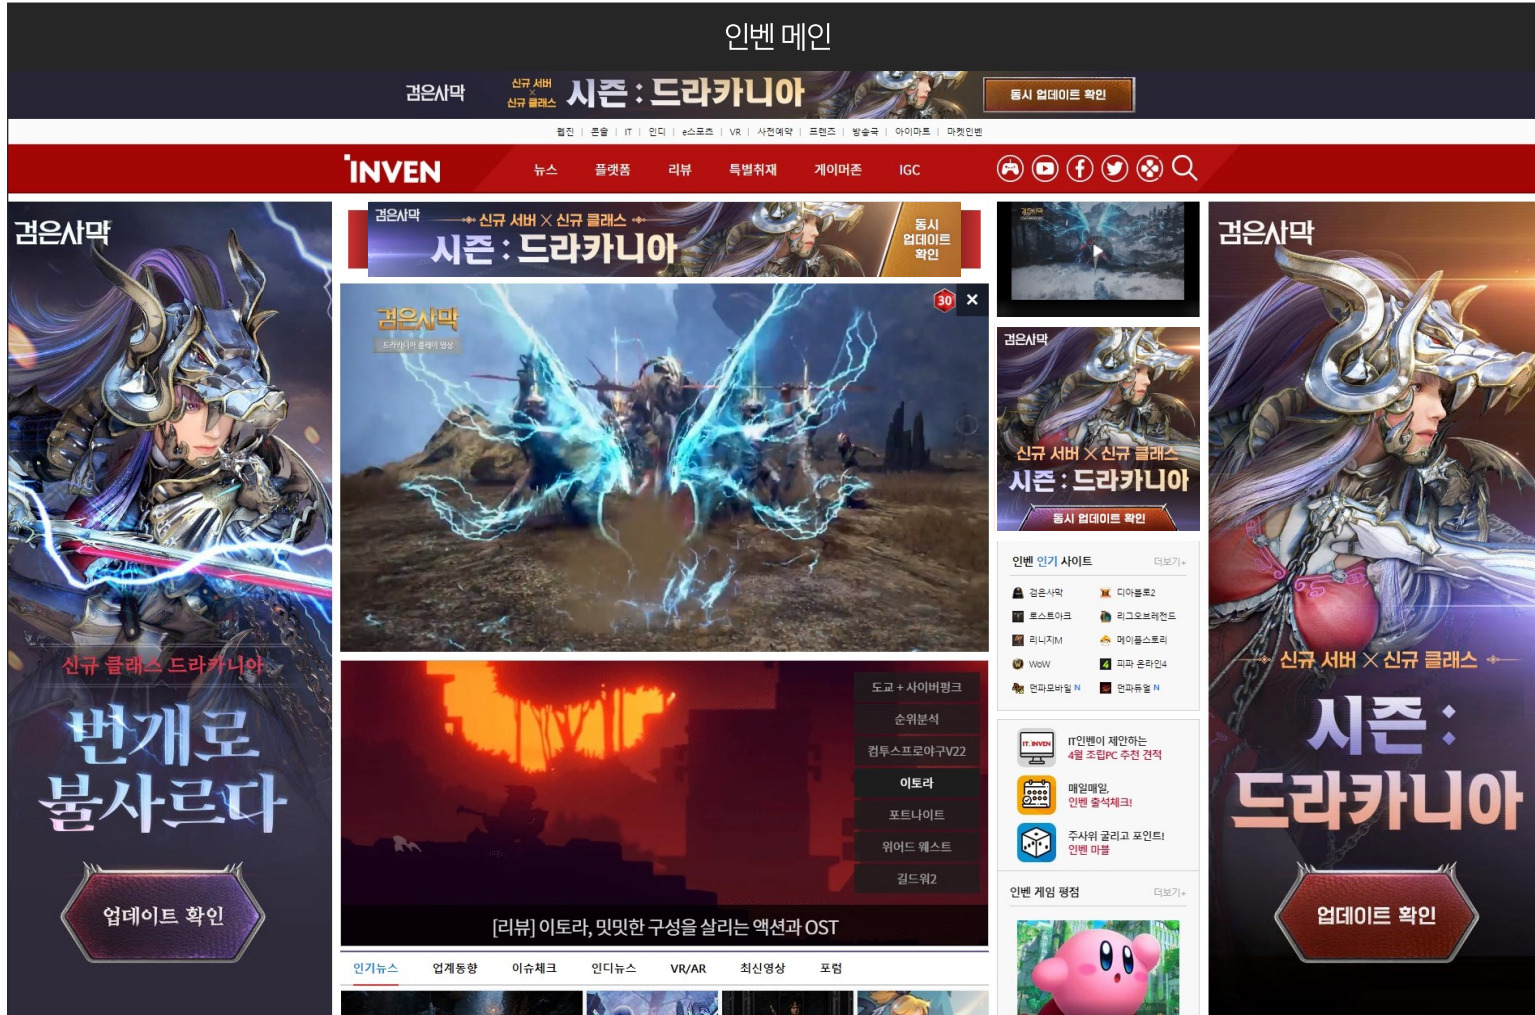 인벤 메인
검은사막
신규 서버
×
신규 클래스
시즌 : 드라카니아
동시 업데이트 확인
웹진 | 콘솔 | IT | 인디 | e스포츠 | VR | 사전예약 | 프렌즈 | 방송국 | 아이마트 | 마켓인벤
INVEN
뉴스 플랫폼 리뷰 특별취재 게이머존 IGC
검은사막
신규 클래스 드라카니아
번개로
불사르다
업데이트 확인
검은사막
신규 서버 × 신규 클래스
시즌 : 드라카니아
동시
업데이트
확인
30 ×
검은사막
드라카니아 플레이 영상
도쿄 + 사이버펑크
순위분석
컴투스프로야구V22
이토라
포트나이트
위어드 웨스트
길드워2
[리뷰] 이토라, 밋밋한 구성을 살리는 액션과 OST
인기뉴스 업계동향 이슈체크 인디뉴스 VR/AR 최신영상 포럼
검은사막
검은사막
신규 서버 × 신규 클래스
시즌 : 드라카니아
동시 업데이트 확인
인벤 인기 사이트 더보기+
검은사막 디아블로2
로스트아크 리그오브레전드
리니지M 메이플스토리
WoW 피파 온라인4
던파모바일 N 던파듀얼 N
IT. INVEN
IT인벤이 제안하는
4월 조립PC 추천 견적
매일매일,
인벤 출석체크!
주사위 굴리고 포인트!
인벤 마블
인벤 게임 평점 더보기+
검은사막
신규 서버 × 신규 클래스
시즌 :
드라카니아
업데이트 확인